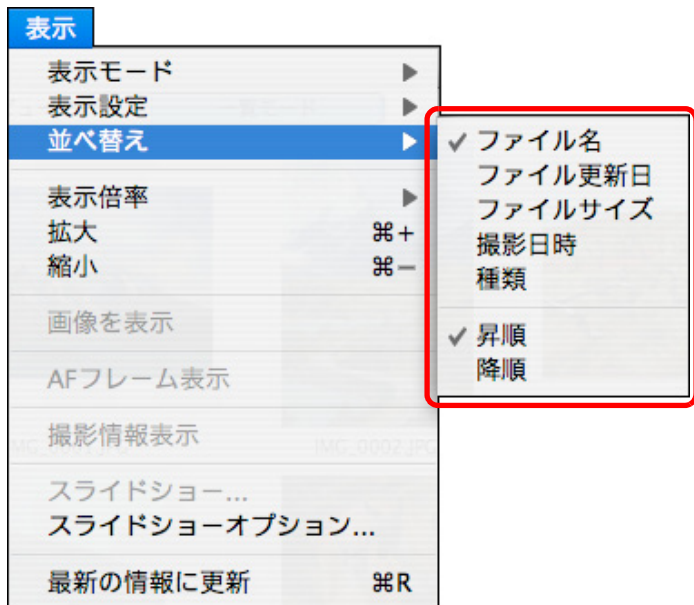 表示
表示モード
表示設定
並べ替え
ファイル名
ファイル更新日
ファイルサイズ
撮影日時
種類
昇順
降順
表示倍率
拡大 ⌘+
縮小 ⌘−
画像を表示
AFフレーム表示
撮影情報表示
IMG_0001.JPG IMG_0002.JPG
スライドショー...
スライドショーオプション...
最新の情報に更新 ⌘R